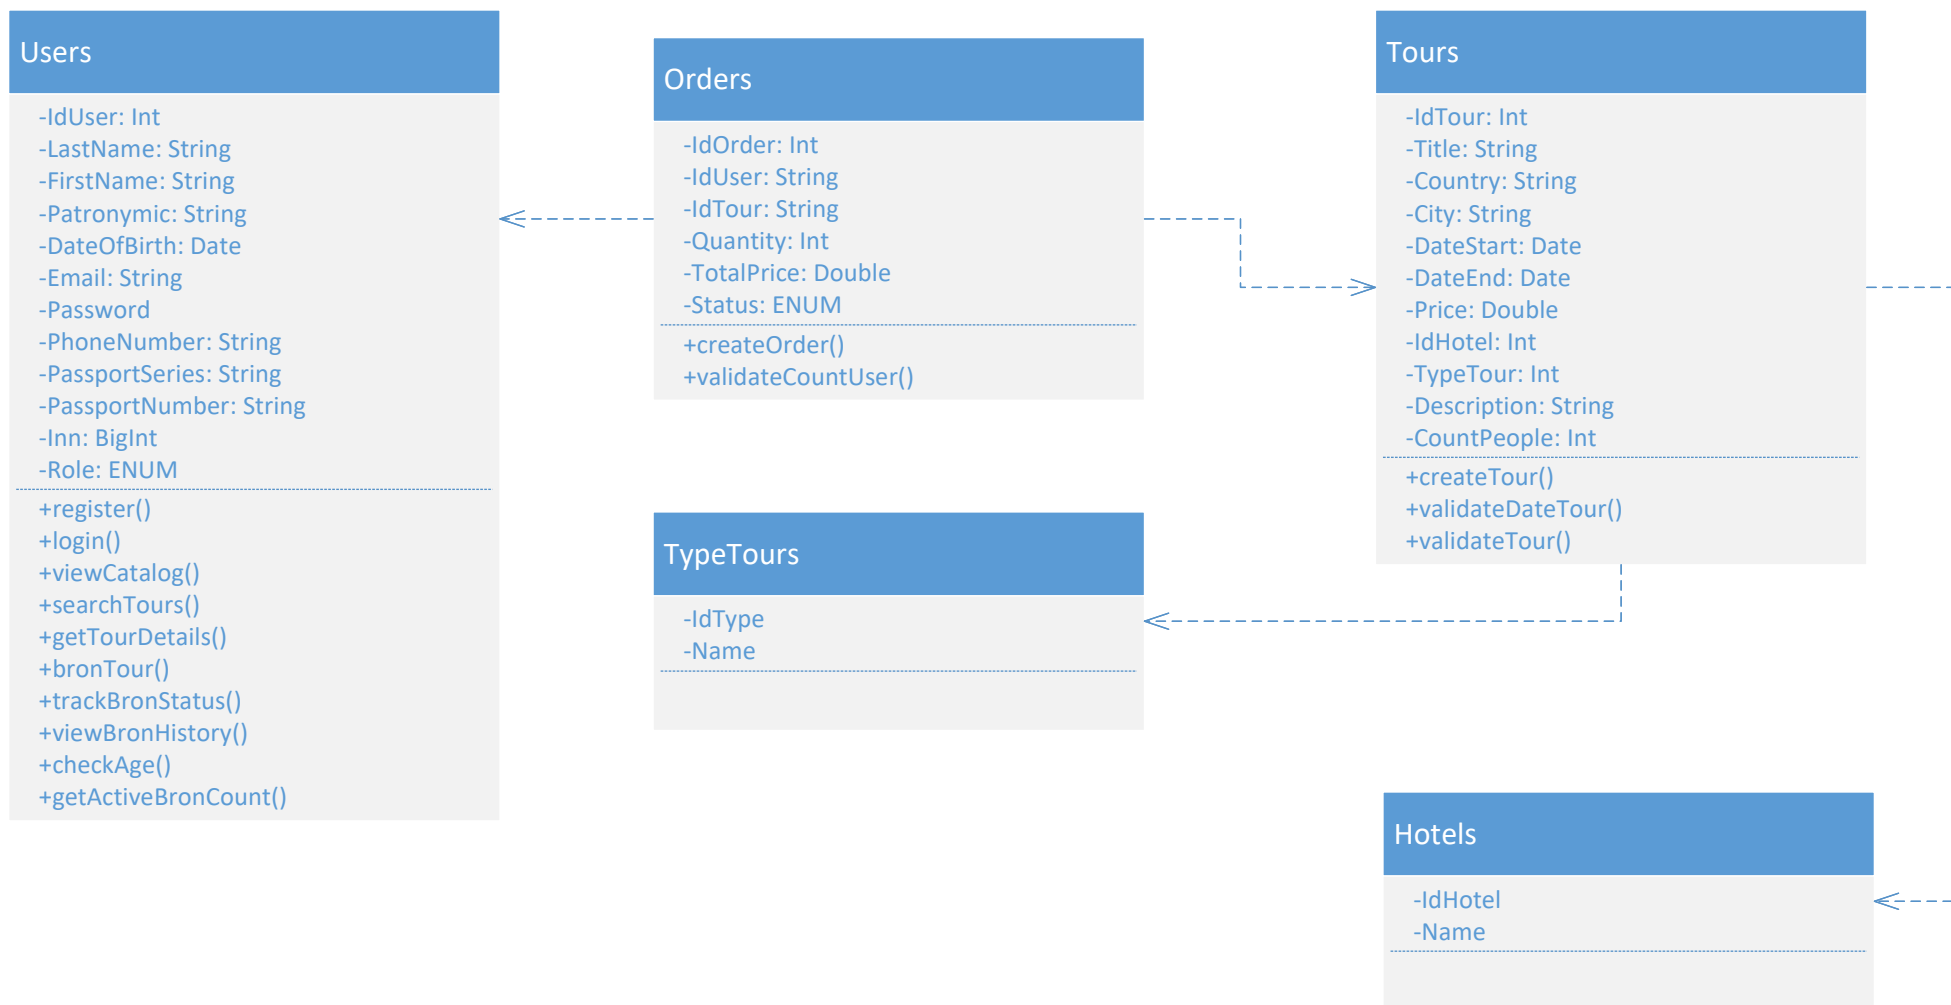 Users
-IdUser: Int
-LastName: String
-FirstName: String
-Patronymic: String
-DateOfBirth: Date
-Email: String
-Password
-PhoneNumber: String
-PassportSeries: String
-PassportNumber: String
-Inn: BigInt
-Role: ENUM
+register()
+login()
+viewCatalog()
+searchTours()
+getTourDetails()
+bronTour()
+trackBronStatus()
+viewBronHistory()
+checkAge()
+getActiveBronCount()
Orders
-IdOrder: Int
-IdUser: String
-IdTour: String
-Quantity: Int
-TotalPrice: Double
-Status: ENUM
+createOrder()
+validateCountUser()
Tours
-IdTour: Int
-Title: String
-Country: String
-City: String
-DateStart: Date
-DateEnd: Date
-Price: Double
-IdHotel: Int
-TypeTour: Int
-Description: String
-CountPeople: Int
+createTour()
+validateDateTour()
+validateTour()
TypeTours
-IdType
-Name
Hotels
-IdHotel
-Name